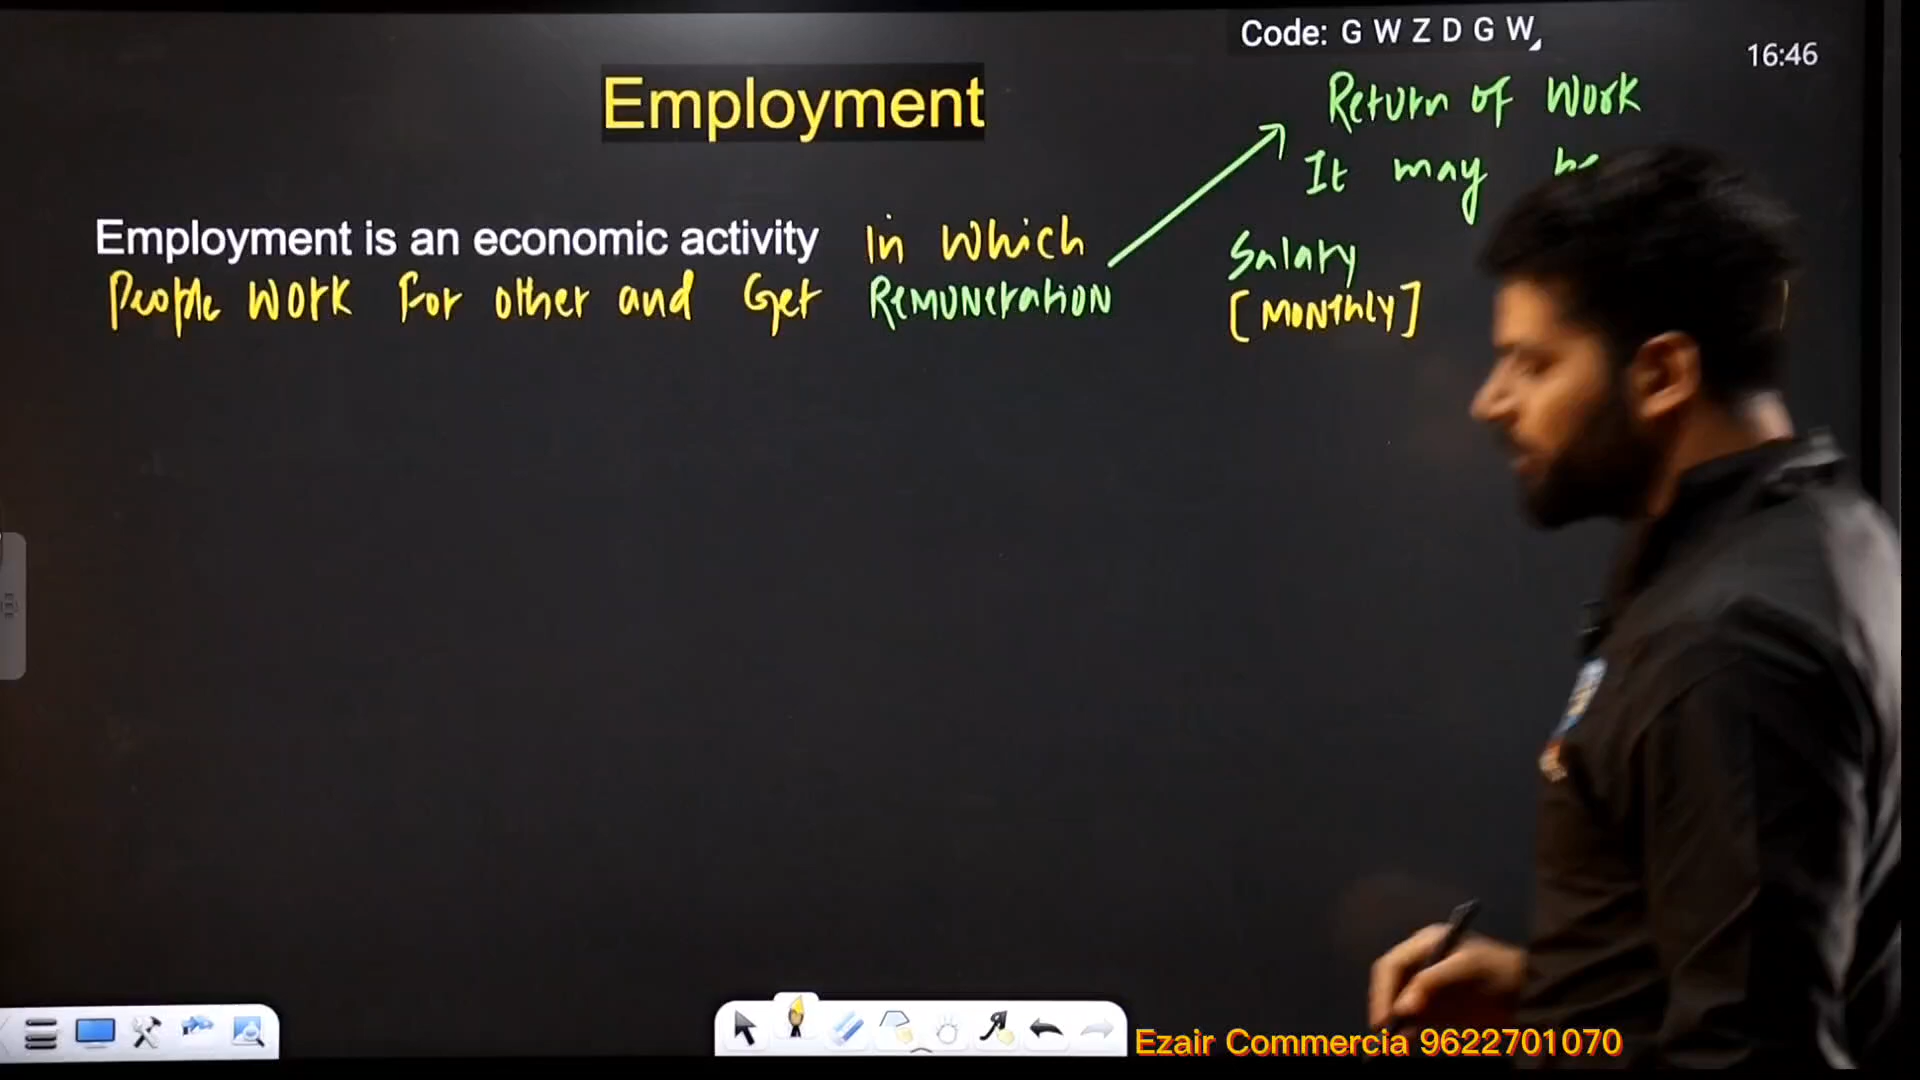 Code: G W Z D G W
16:46
Employment
Return of Work
It may
Employment is an economic activity in which
People work for other and Get Remuneration
Salary
[Monthly]
Ezair Commercia 9622701070